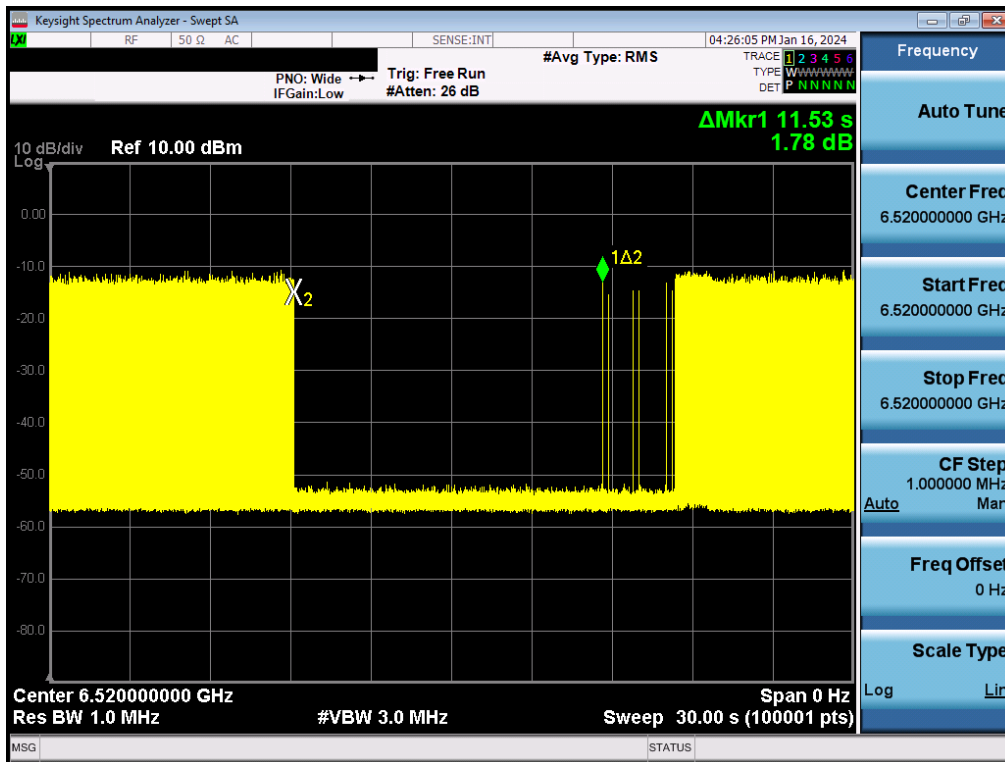 Keysight Spectrum Analyzer - Swept SA
LXI
RF 50 Ω AC SENSE:INT 04:26:05 PM Jan 16, 2024
PNO: Wide
IFGain:Low
Trig: Free Run
#Atten: 26 dB
#Avg Type: RMS
TRACE 1 2 3 4 5 6
TYPE WWWWWW
DET P N N N N N
ΔMkr1 11.53 s
1.78 dB
10 dB/div Ref 10.00 dBm
Log
0.00
-10.0
-20.0
-30.0
-40.0
-50.0
-60.0
-70.0
-80.0
1Δ2
X2
Center 6.520000000 GHz Span 0 Hz
Res BW 1.0 MHz #VBW 3.0 MHz Sweep 30.00 s (100001 pts)
MSG STATUS
Frequency
Auto Tune
Center Freq
6.520000000 GHz
Start Freq
6.520000000 GHz
Stop Freq
6.520000000 GHz
CF Step
1.000000 MHz
Auto Man
Freq Offset
0 Hz
Scale Type
Log Lin